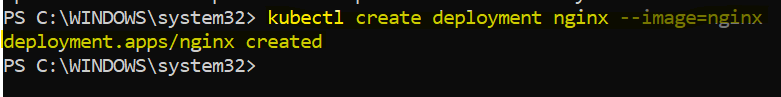 PS C:\WINDOWS\system32> kubectl create deployment nginx --image=nginx
deployment.apps/nginx created
PS C:\WINDOWS\system32>